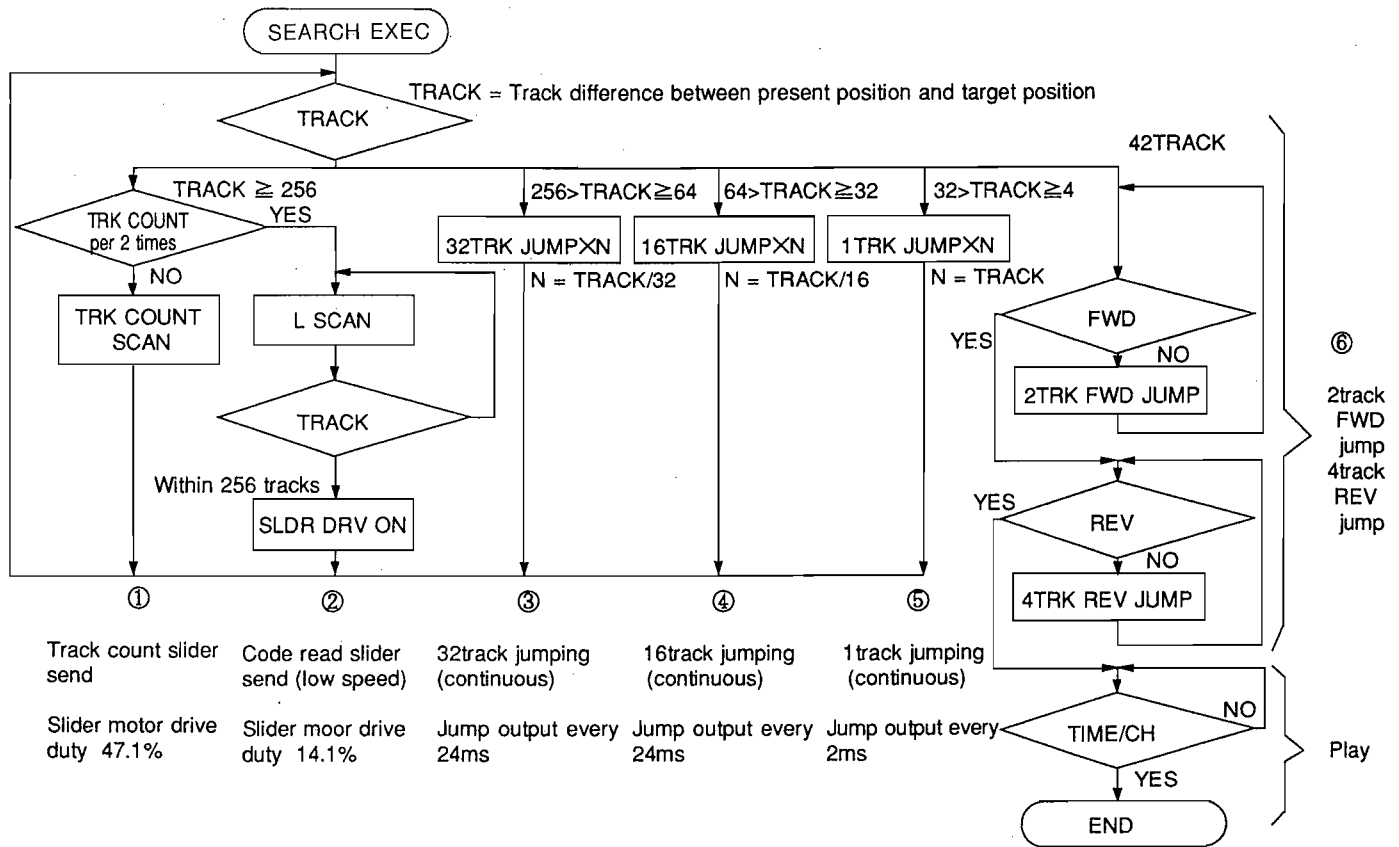 SEARCH EXEC
TRACK = Track difference between present position and target position
TRACK
42TRACK
TRACK ≧ 256
256>TRACK≧64
64>TRACK≧32
32>TRACK≧4
TRK COUNT
per 2 times
YES
NO
32TRK JUMP×N
16TRK JUMP×N
1TRK JUMP×N
N = TRACK/32
N = TRACK/16
N = TRACK
TRK COUNT
SCAN
L SCAN
FWD
YES
NO
2TRK FWD JUMP
TRACK
Within 256 tracks
SLDR DRV ON
REV
YES
NO
4TRK REV JUMP
⑥
2track
FWD
jump
4track
REV
jump
①
②
③
④
⑤
Track count slider
send
Slider motor drive
duty 47.1%
Code read slider
send (low speed)
Slider moor drive
duty 14.1%
32track jumping
(continuous)
Jump output every
24ms
16track jumping
(continuous)
Jump output every
24ms
1track jumping
(continuous)
Jump output every
2ms
TIME/CH
NO
YES
Play
END